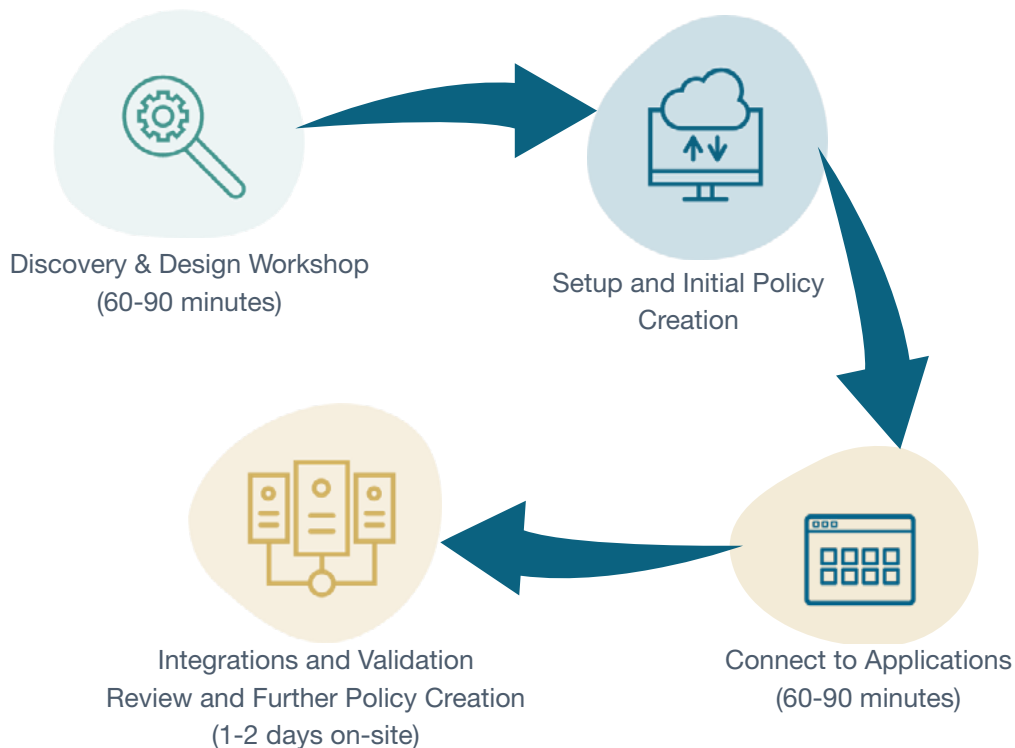 Discovery & Design Workshop
(60-90 minutes)
Setup and Initial Policy
Creation
Connect to Applications
(60-90 minutes)
Integrations and Validation
Review and Further Policy Creation
(1-2 days on-site)